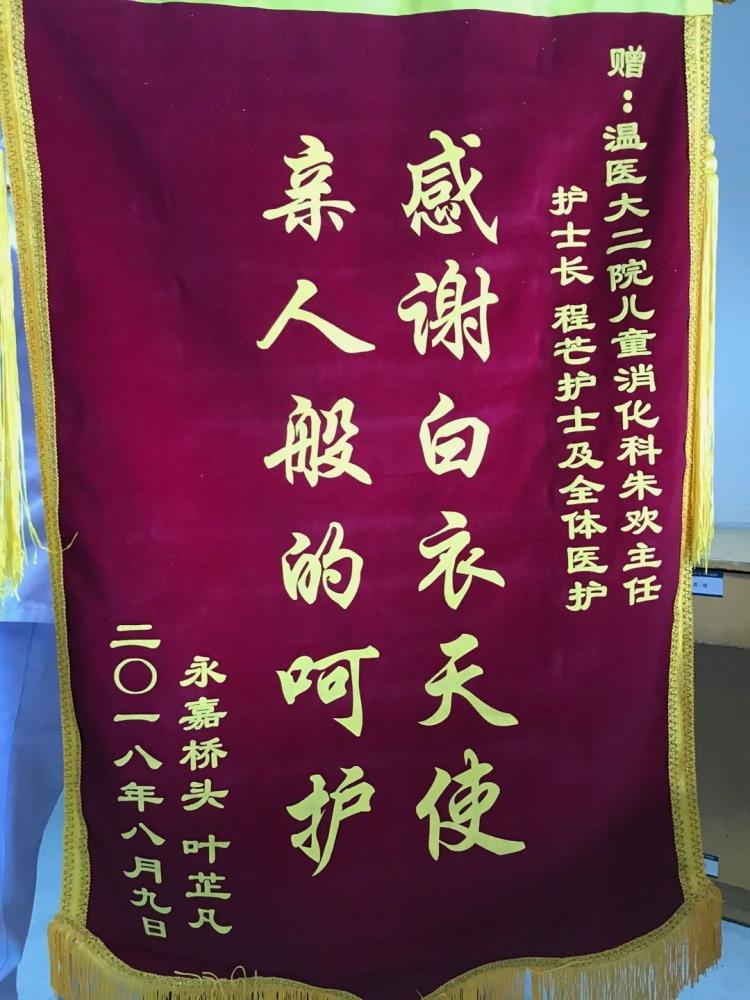 赠：温医大二院儿童消化科朱欢主任
护士长 程芒护士及全体医护
感谢白衣天使
亲人般的呵护
永嘉桥头 叶芷凡
二〇一八年八月九日